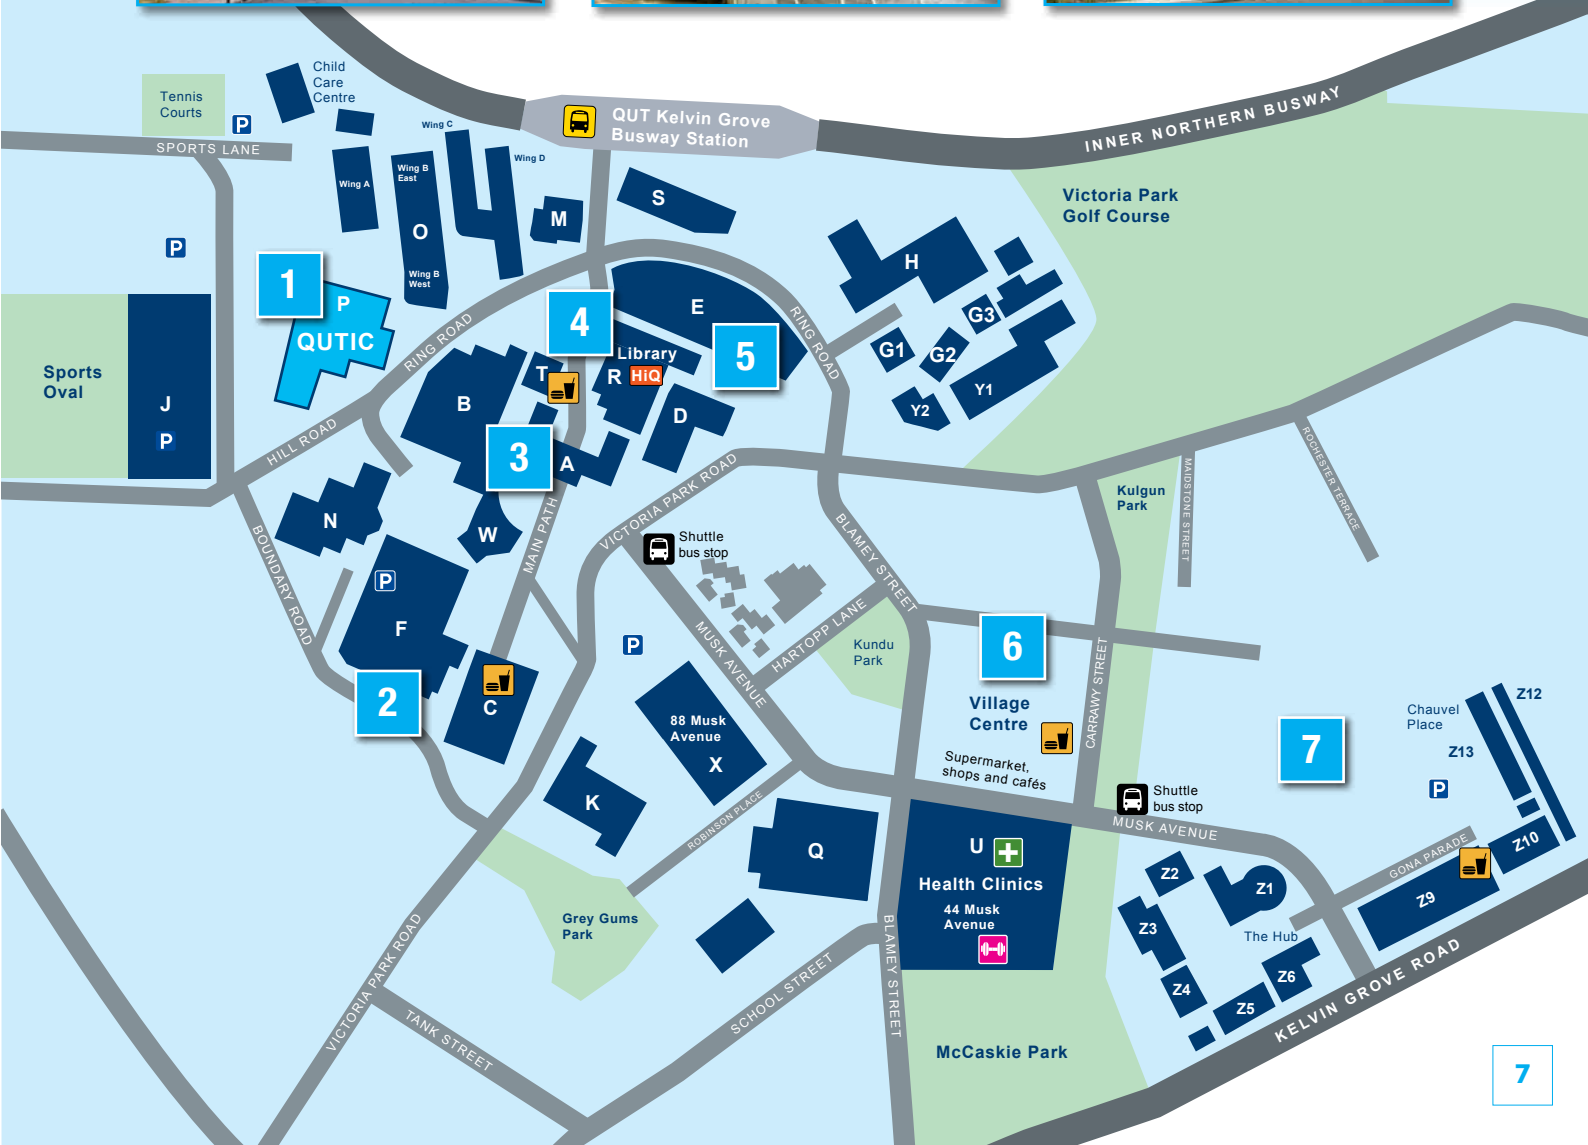 Child
Care
Centre
Tennis
Courts
P
SPORTS LANE
Wing C
Wing D
QUT Kelvin Grove
Busway Station
INNER NORTHERN BUSWAY
Wing A
Wing B
East
O
Wing B
West
M
S
Victoria Park
Golf Course
P
1
P
QUTIC
H
E
4
5
RING ROAD
RING ROAD
G3
G1
G2
Y1
Y2
Library
R
HiQ
T
D
B
Sports
Oval
J
P
HILL ROAD
3
A
N
W
MAIN PATH
VICTORIA PARK ROAD
Shuttle
bus stop
BLAMEY STREET
Kulgun
Park
MAIDSTONE STREET
ROCHESTER TERRACE
BOUNDARY ROAD
P
F
P
MUSK AVENUE
HARTOPP LANE
Kundu
Park
6
CARRAWY STREET
2
C
88 Musk
Avenue
X
Village
Centre
Supermarket,
shops and cafés
7
Chauvel
Place
Z12
Z13
P
Shuttle
bus stop
MUSK AVENUE
K
ROBINSON PLACE
Q
U
Health Clinics
44 Musk
Avenue
Z2
Z1
GONA PARADE
Z10
Z9
Z3
The Hub
Z6
Z4
Z5
KELVIN GROVE ROAD
Grey Gums
Park
VICTORIA PARK ROAD
TANK STREET
SCHOOL STREET
BLAMEY STREET
McCaskie Park
7